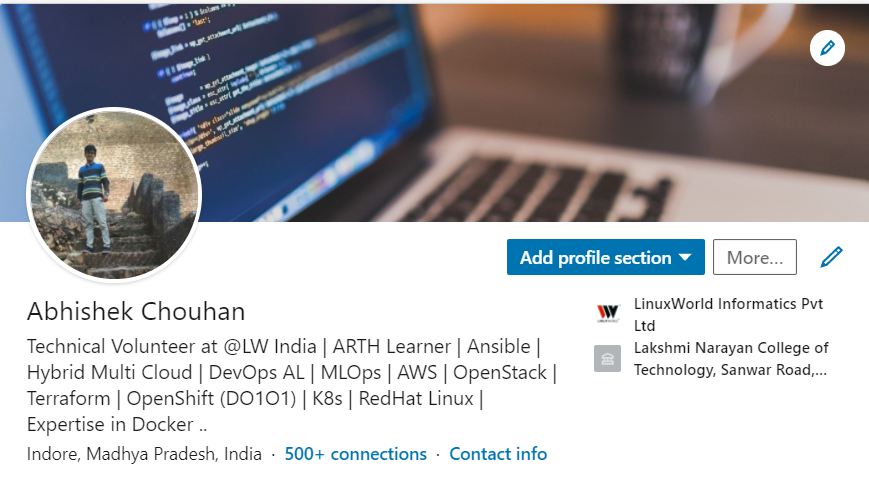 Add profile section
More...
Abhishek Chouhan
Technical Volunteer at @LW India | ARTH Learner | Ansible |
Hybrid Multi Cloud | DevOps AL | MLOps | AWS | OpenStack |
Terraform | OpenShift (DO1O1) | K8s | RedHat Linux |
Expertise in Docker ..
Indore, Madhya Pradesh, India · 500+ connections · Contact info
LinuxWorld Informatics Pvt
Ltd
Lakshmi Narayan College of
Technology, Sanwar Road,...